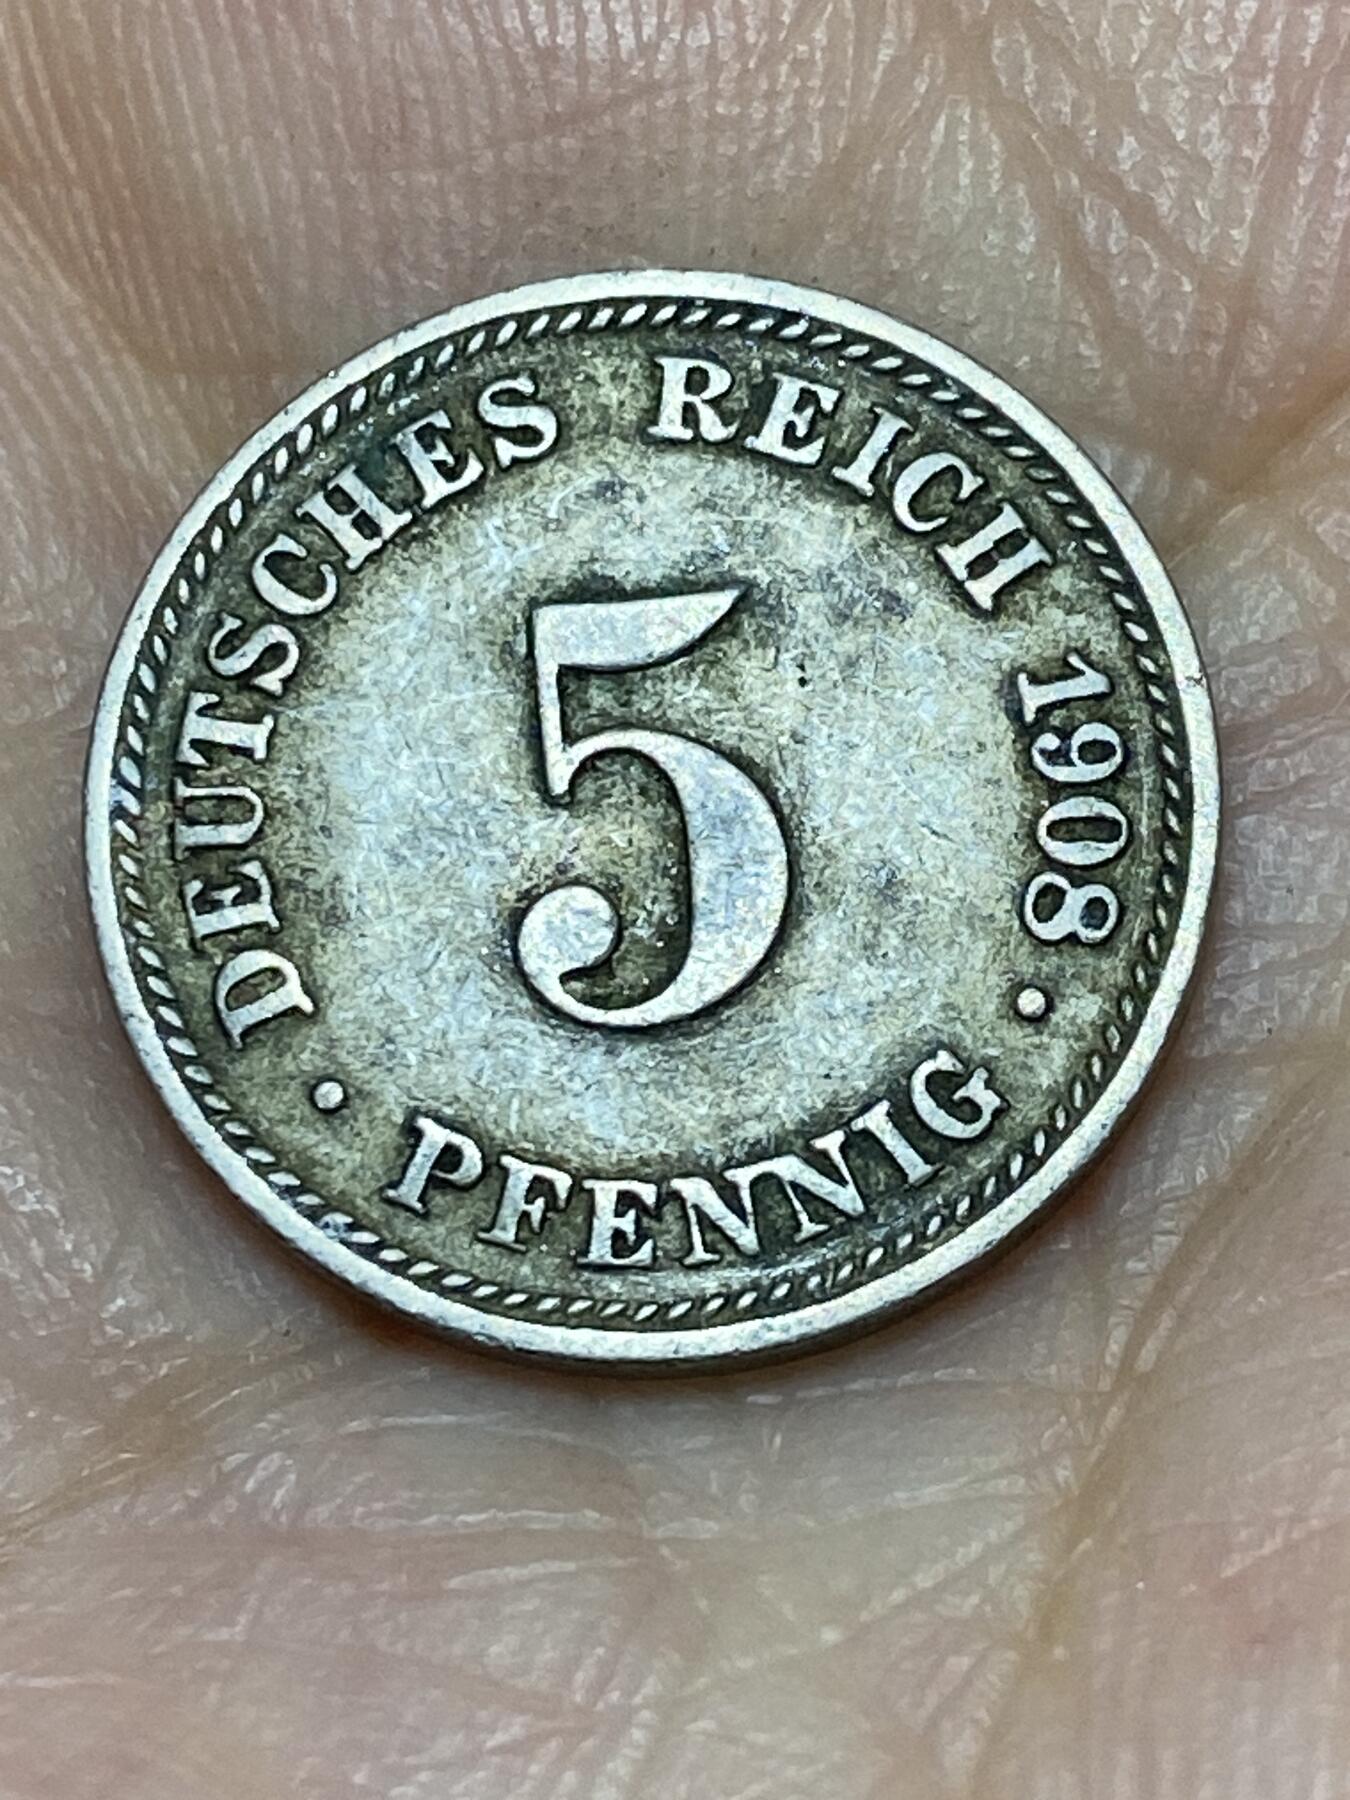 DEUTSCHES REICH 1908
5
· PFENNIG ·